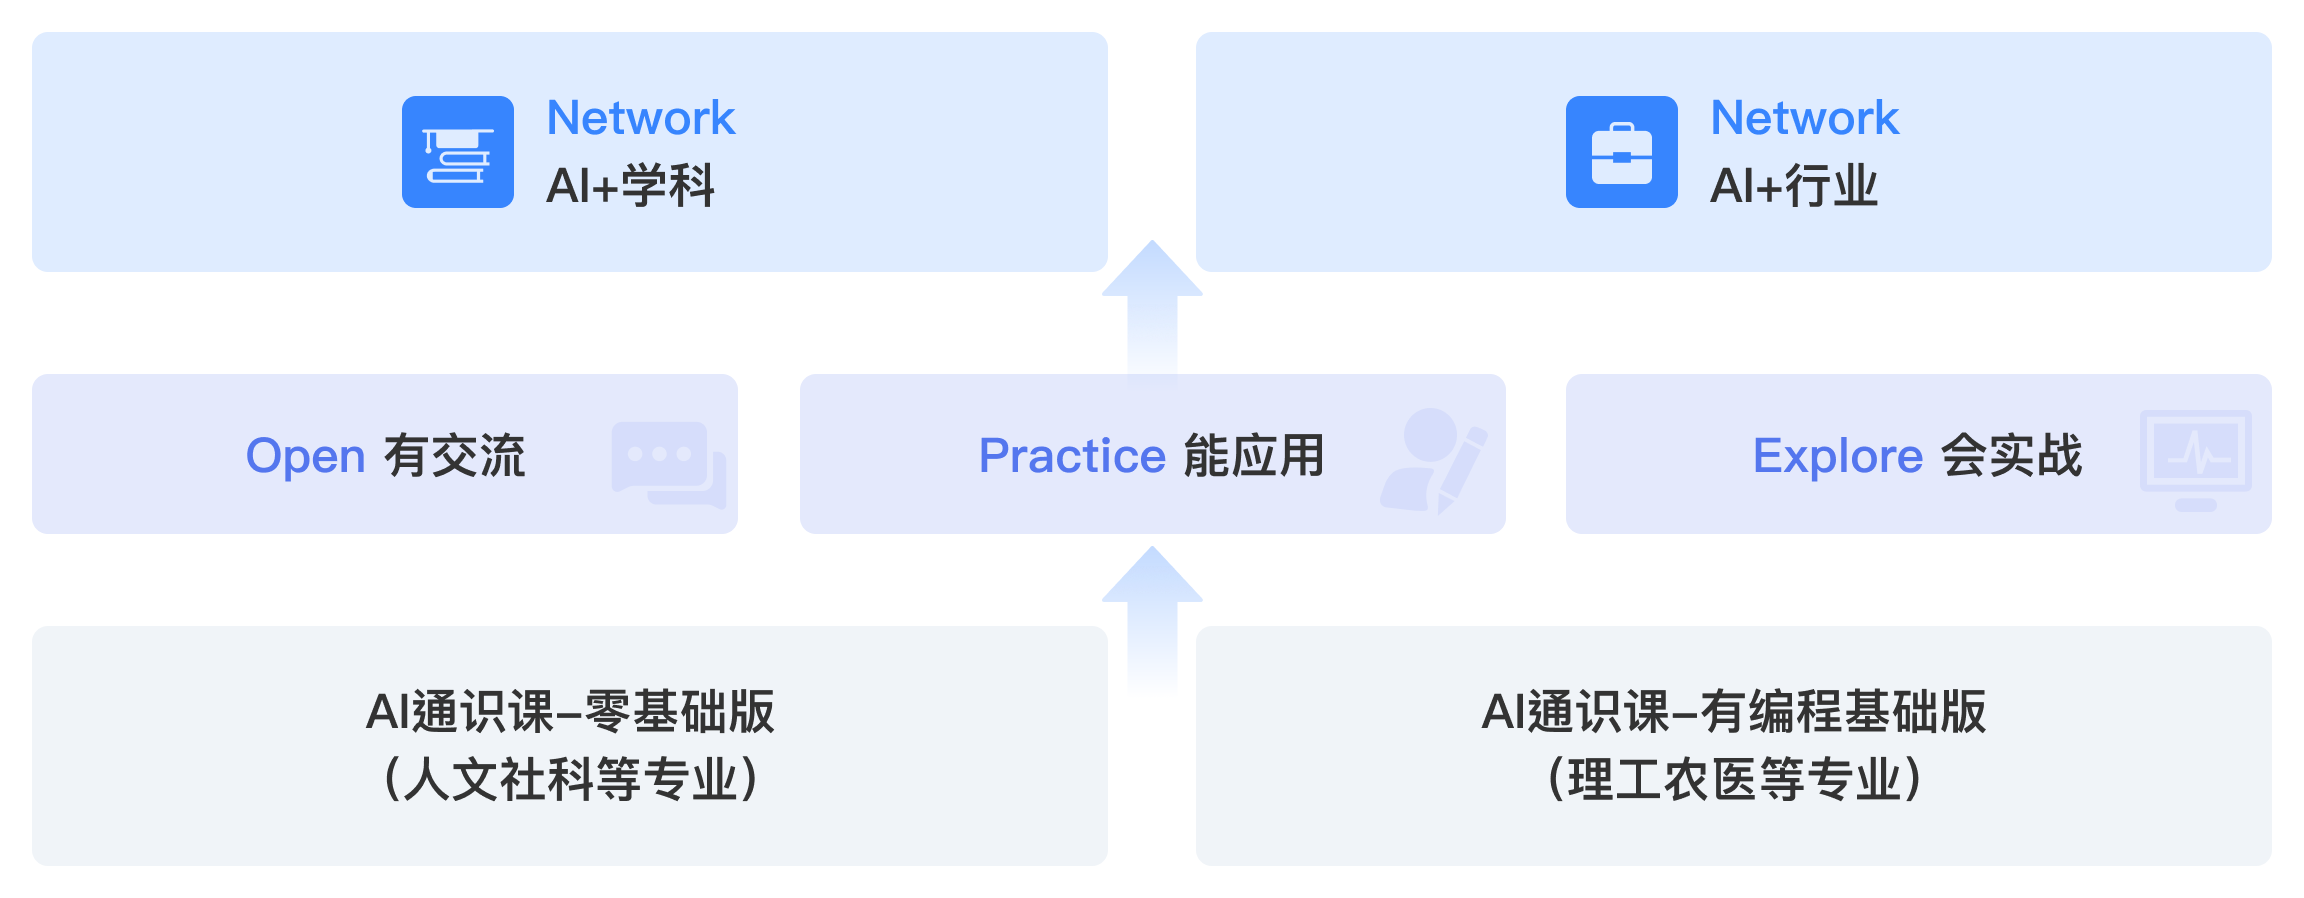 Network
AI+学科
Network
AI+行业
Open 有交流
Practice 能应用
Explore 会实战
AI通识课–零基础版
（人文社科等专业）
AI通识课–有编程基础版
（理工农医等专业）